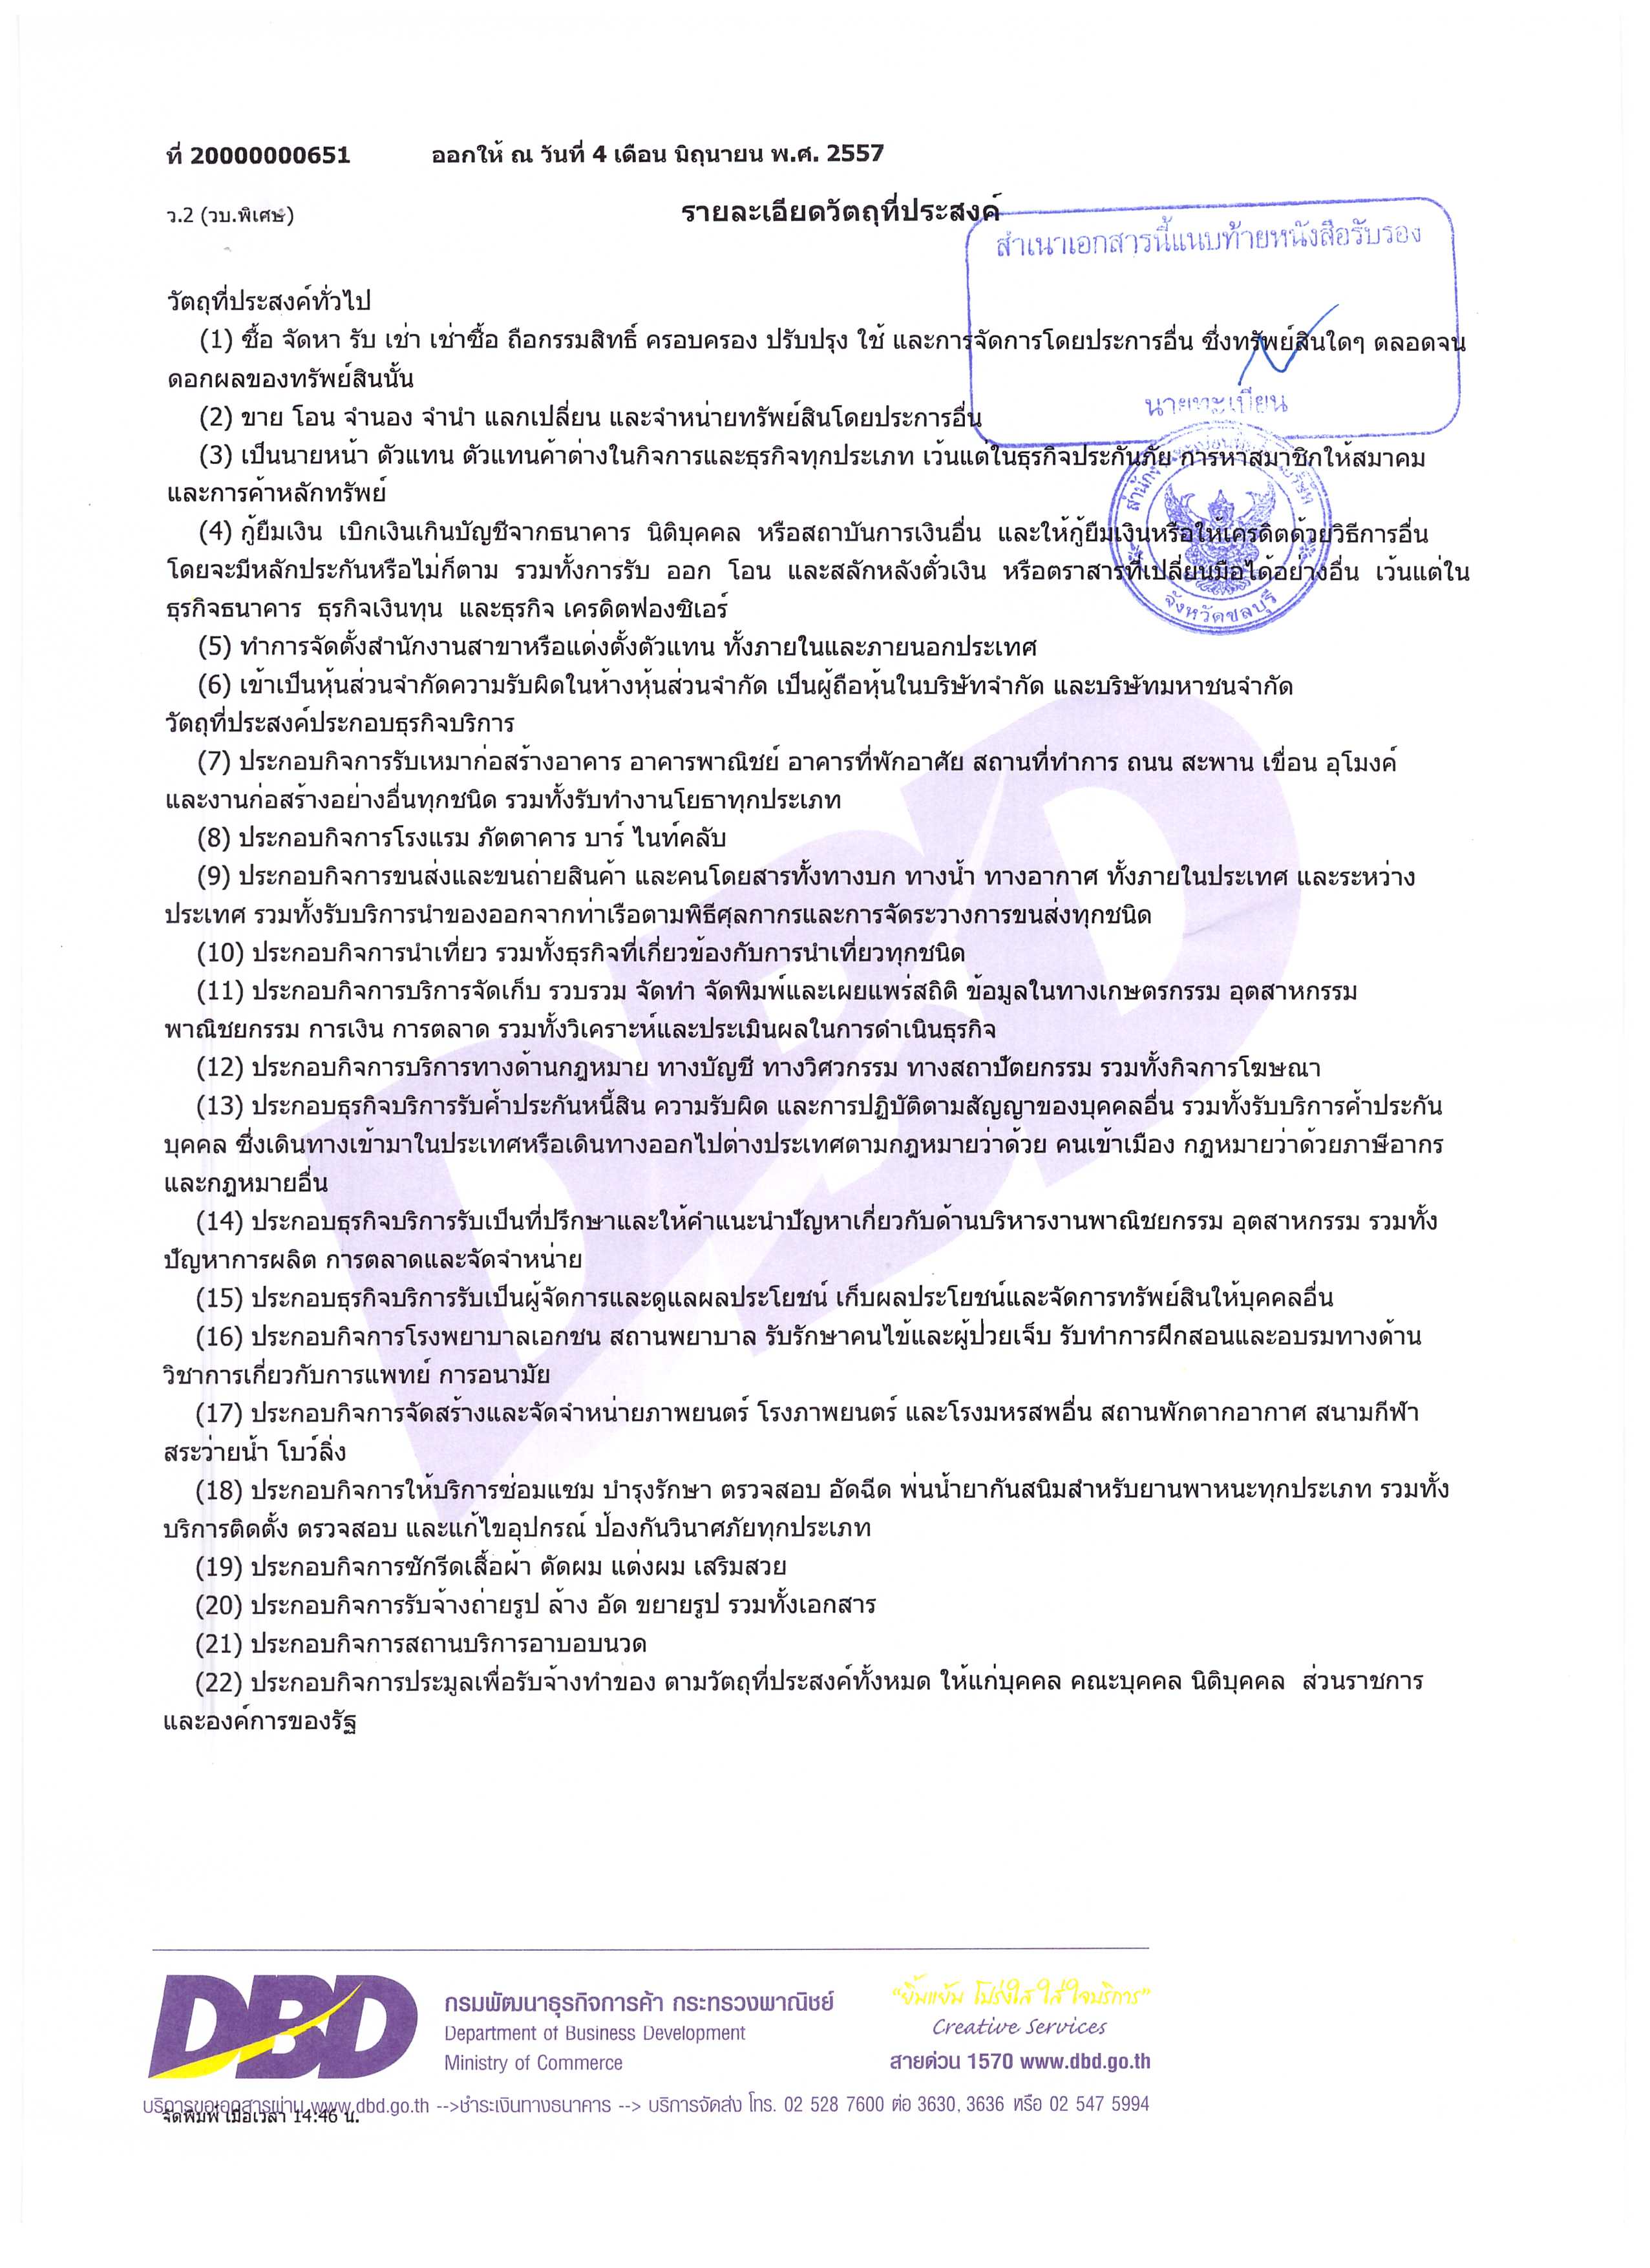 ที่ 20000000651 ออกให้ ณ วันที่ 4 เดือน มิถุนายน พ.ศ. 2557
ว.2 (วบ.พิเศษ)
รายละเอียดวัตถุที่ประสงค์
สำเนาเอกสารนี้แนบท้ายหนังสือรับรอง
นายทะเบียน
วัตถุที่ประสงค์ทั่วไป
(1) ซื้อ จัดหา รับ เช่า เช่าซื้อ ถือกรรมสิทธิ์ ครอบครอง ปรับปรุง ใช้ และการจัดการโดยประการอื่น ซึ่งทรัพย์สินใดๆ ตลอดจน
ดอกผลของทรัพย์สินนั้น
(2) ขาย โอน จำนอง จำนำ แลกเปลี่ยน และจำหน่ายทรัพย์สินโดยประการอื่น
(3) เป็นนายหน้า ตัวแทน ตัวแทนค้าต่างในกิจการและธุรกิจทุกประเภท เว้นแต่ในธุรกิจประกันภัย การหาสมาชิกให้สมาคม
และการค้าหลักทรัพย์
(4) กู้ยืมเงิน เบิกเงินเกินบัญชีจากธนาคาร นิติบุคคล หรือสถาบันการเงินอื่น และให้กู้ยืมเงินหรือให้เครดิตด้วยวิธีการอื่น
โดยจะมีหลักประกันหรือไม่ก็ตาม รวมทั้งการรับ ออก โอน และสลักหลังตั๋วเงิน หรือตราสารที่เปลี่ยนมือได้อย่างอื่น เว้นแต่ใน
ธุรกิจธนาคาร ธุรกิจเงินทุน และธุรกิจ เครดิตฟองซิเอร์
จังหวัดชลบุรี
(5) ทำการจัดตั้งสำนักงานสาขาหรือแต่งตั้งตัวแทน ทั้งภายในและภายนอกประเทศ
(6) เข้าเป็นหุ้นส่วนจำกัดความรับผิดในห้างหุ้นส่วนจำกัด เป็นผู้ถือหุ้นในบริษัทจำกัด และบริษัทมหาชนจำกัด
วัตถุที่ประสงค์ประกอบธุรกิจบริการ
(7) ประกอบกิจการรับเหมาก่อสร้างอาคาร อาคารพาณิชย์ อาคารที่พักอาศัย สถานที่ทำการ ถนน สะพาน เขื่อน อุโมงค์
และงานก่อสร้างอย่างอื่นทุกชนิด รวมทั้งรับทำงานโยธาทุกประเภท
(8) ประกอบกิจการโรงแรม ภัตตาคาร บาร์ ไนท์คลับ
(9) ประกอบกิจการขนส่งและขนถ่ายสินค้า และคนโดยสารทั้งทางบก ทางน้ำ ทางอากาศ ทั้งภายในประเทศ และระหว่าง
ประเทศ รวมทั้งรับบริการนำของออกจากท่าเรือตามพิธีศุลกากรและการจัดระวางการขนส่งทุกชนิด
(10) ประกอบกิจการนำเที่ยว รวมทั้งธุรกิจที่เกี่ยวข้องกับการนำเที่ยวทุกชนิด
(11) ประกอบกิจการบริการจัดเก็บ รวบรวม จัดทำ จัดพิมพ์และเผยแพร่สถิติ ข้อมูลในทางเกษตรกรรม อุตสาหกรรม
พาณิชยกรรม การเงิน การตลาด รวมทั้งวิเคราะห์และประเมินผลในการดำเนินธุรกิจ
(12) ประกอบกิจการบริการทางด้านกฎหมาย ทางบัญชี ทางวิศวกรรม ทางสถาปัตยกรรม รวมทั้งกิจการโฆษณา
(13) ประกอบธุรกิจบริการรับค้ำประกันหนี้สิน ความรับผิด และการปฏิบัติตามสัญญาของบุคคลอื่น รวมทั้งรับบริการค้ำประกัน
บุคคล ซึ่งเดินทางเข้ามาในประเทศหรือเดินทางออกไปต่างประเทศตามกฎหมายว่าด้วย คนเข้าเมือง กฎหมายว่าด้วยภาษีอากร
และกฎหมายอื่น
(14) ประกอบธุรกิจบริการรับเป็นที่ปรึกษาและให้คำแนะนำปัญหาเกี่ยวกับด้านบริหารงานพาณิชยกรรม อุตสาหกรรม รวมทั้ง
ปัญหาการผลิต การตลาดและจัดจำหน่าย
(15) ประกอบธุรกิจบริการรับเป็นผู้จัดการและดูแลผลประโยชน์ เก็บผลประโยชน์และจัดการทรัพย์สินให้บุคคลอื่น
(16) ประกอบกิจการโรงพยาบาลเอกชน สถานพยาบาล รับรักษาคนไข้และผู้ป่วยเจ็บ รับทำการฝึกสอนและอบรมทางด้าน
วิชาการเกี่ยวกับการแพทย์ การอนามัย
(17) ประกอบกิจการจัดสร้างและจัดจำหน่ายภาพยนตร์ โรงภาพยนตร์ และโรงมหรสพอื่น สถานพักตากอากาศ สนามกีฬา
สระว่ายน้ำ โบว์ลิ่ง
(18) ประกอบกิจการให้บริการซ่อมแซม บำรุงรักษา ตรวจสอบ อัดฉีด พ่นน้ำยากันสนิมสำหรับยานพาหนะทุกประเภท รวมทั้ง
บริการติดตั้ง ตรวจสอบ และแก้ไขอุปกรณ์ ป้องกันวินาศภัยทุกประเภท
(19) ประกอบกิจการซักรีดเสื้อผ้า ตัดผม แต่งผม เสริมสวย
(20) ประกอบกิจการรับจ้างถ่ายรูป ล้าง อัด ขยายรูป รวมทั้งเอกสาร
(21) ประกอบกิจการสถานบริการอาบอบนวด
(22) ประกอบกิจการประมูลเพื่อรับจ้างทำของ ตามวัตถุที่ประสงค์ทั้งหมด ให้แก่บุคคล คณะบุคคล นิติบุคคล ส่วนราชการ
และองค์การของรัฐ
DBD
กรมพัฒนาธุรกิจการค้า กระทรวงพาณิชย์
Department of Business Development
Ministry of Commerce
"ยิ้มแย้ม โปร่งใส ใส่ใจบริการ"
Creative Services
สายด่วน 1570 www.dbd.go.th
บริการขอเอกสารผ่าน www.dbd.go.th -->ชำระเงินทางธนาคาร --> บริการจัดส่ง โทร. 02 528 7600 ต่อ 3630, 3636 หรือ 02 547 5994
จัดพิมพ์ เมื่อเวลา 14:46 น.